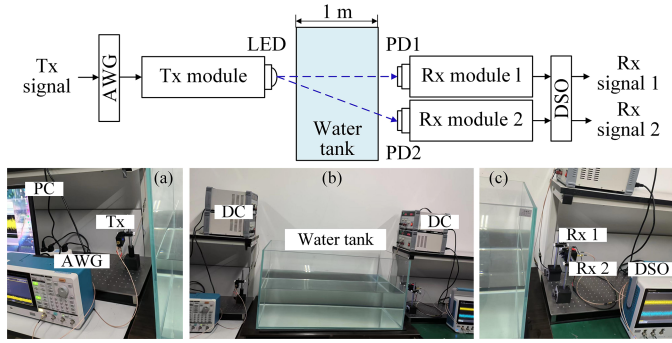 1 m
LED
PD1
Tx
signal
AWG
Tx module
Rx module 1
DSO
Rx
signal 1
Rx module 2
Rx
signal 2
Water
tank
PD2
(a)
PC
Tx
AWG
(b)
DC
DC
Water tank
(c)
Rx 1
Rx 2
DSO